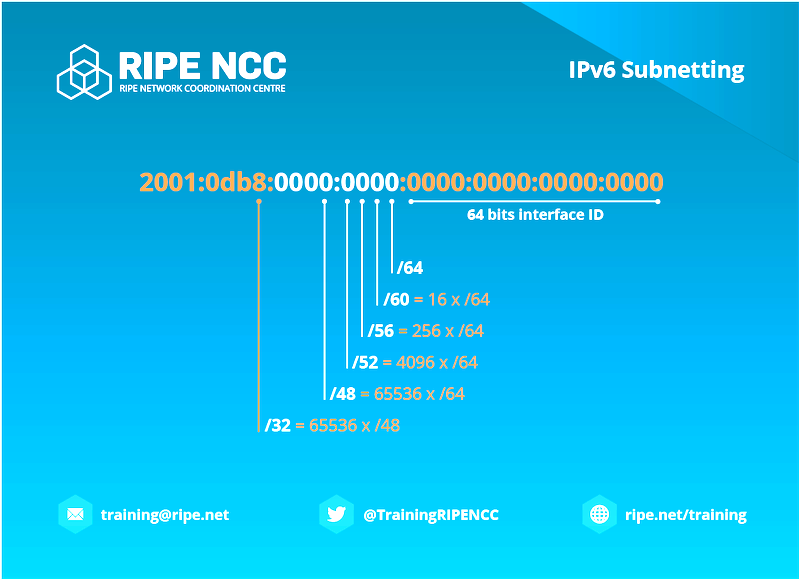 RIPE NCC
RIPE NETWORK COORDINATION CENTRE
IPv6 Subnetting
2001:0db8:0000:0000:0000:0000:0000:0000
64 bits interface ID
/64
/60 = 16 x /64
/56 = 256 x /64
/52 = 4096 x /64
/48 = 65536 x /64
/32 = 65536 x /48
training@ripe.net
@TrainingRIPENCC
ripe.net/training